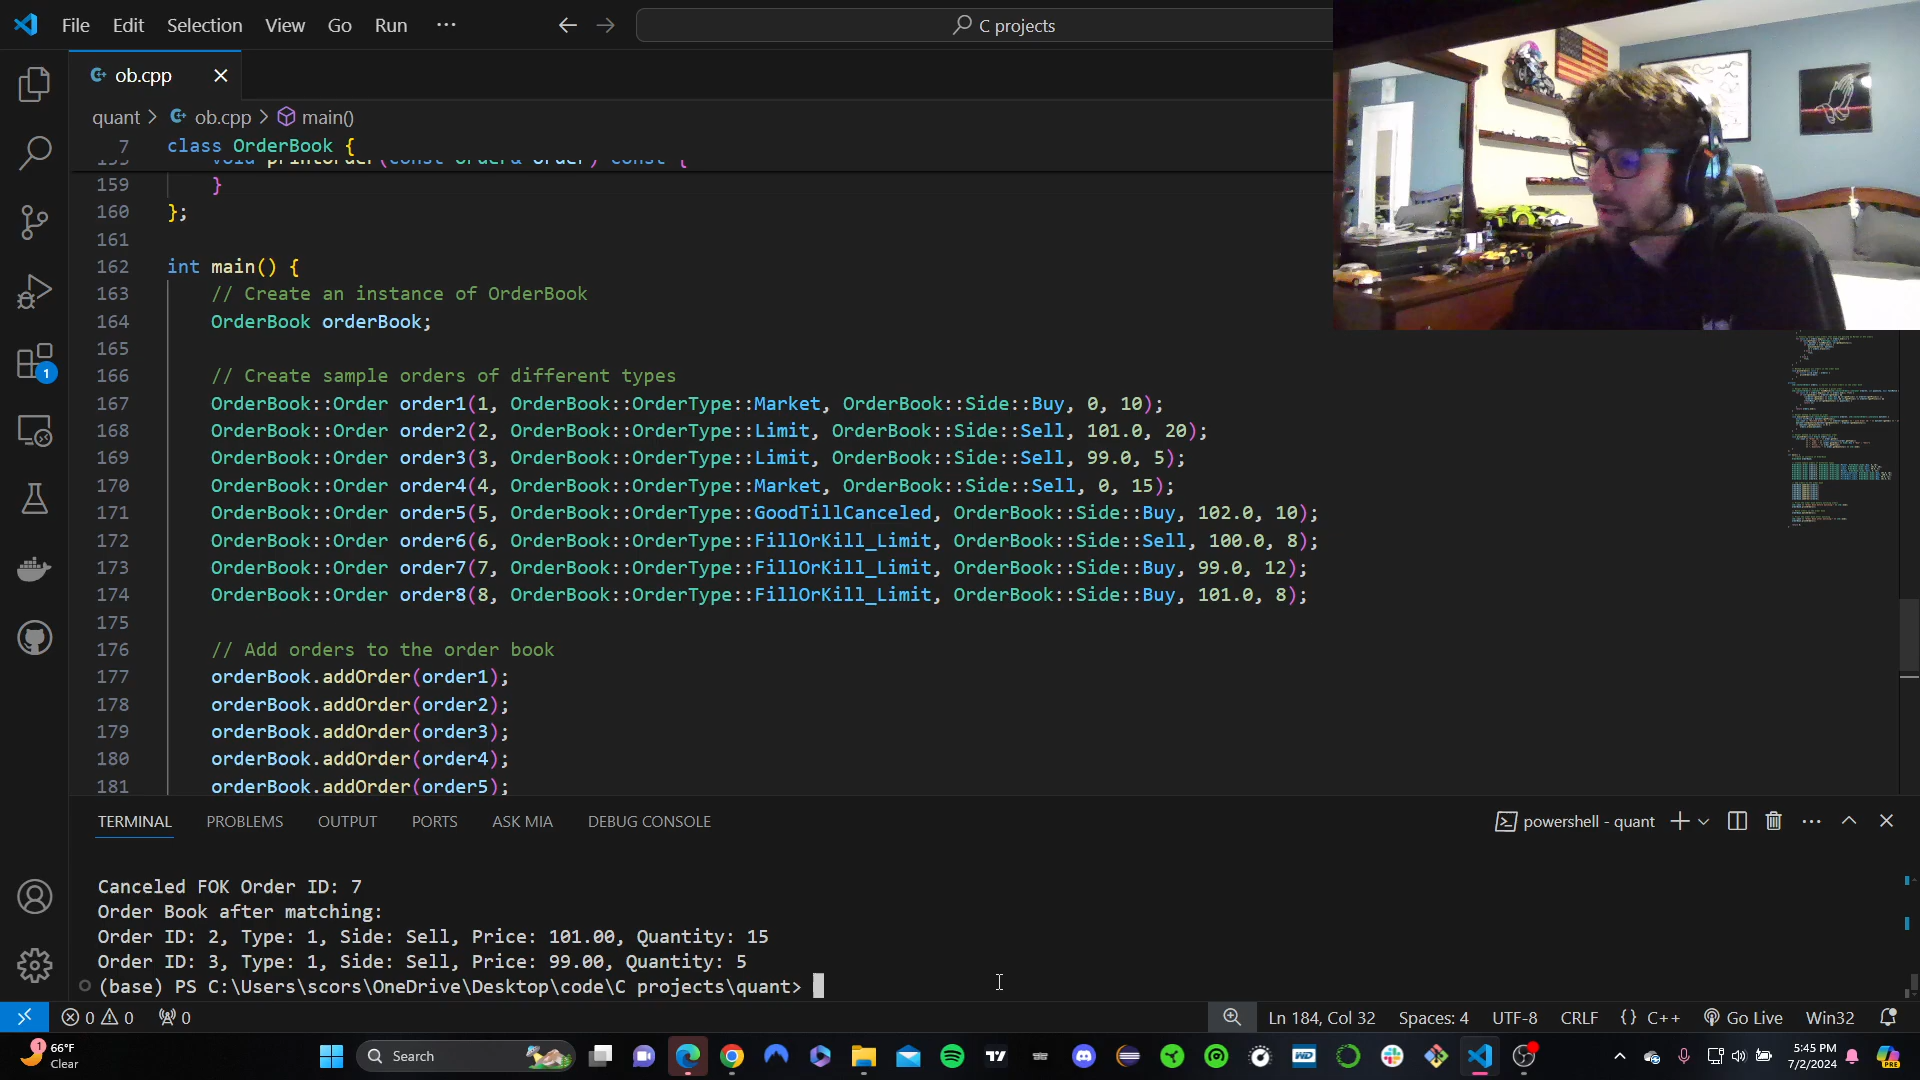 File Edit Selection View Go Run ...
C projects
ob.cpp
quant > ob.cpp > main()
7 class OrderBook {
void printOrder(const Order& order) const {
159 }
160 };
161
162 int main() {
163 // Create an instance of OrderBook
164 OrderBook orderBook;
165
166 // Create sample orders of different types
167 OrderBook::Order order1(1, OrderBook::OrderType::Market, OrderBook::Side::Buy, 0, 10);
168 OrderBook::Order order2(2, OrderBook::OrderType::Limit, OrderBook::Side::Sell, 101.0, 20);
169 OrderBook::Order order3(3, OrderBook::OrderType::Limit, OrderBook::Side::Sell, 99.0, 5);
170 OrderBook::Order order4(4, OrderBook::OrderType::Market, OrderBook::Side::Sell, 0, 15);
171 OrderBook::Order order5(5, OrderBook::OrderType::GoodTillCanceled, OrderBook::Side::Buy, 102.0, 10);
172 OrderBook::Order order6(6, OrderBook::OrderType::FillOrKill_Limit, OrderBook::Side::Sell, 100.0, 8);
173 OrderBook::Order order7(7, OrderBook::OrderType::FillOrKill_Limit, OrderBook::Side::Buy, 99.0, 12);
174 OrderBook::Order order8(8, OrderBook::OrderType::FillOrKill_Limit, OrderBook::Side::Buy, 101.0, 8);
175
176 // Add orders to the order book
177 orderBook.addOrder(order1);
178 orderBook.addOrder(order2);
179 orderBook.addOrder(order3);
180 orderBook.addOrder(order4);
181 orderBook.addOrder(order5);
1
TERMINAL PROBLEMS OUTPUT PORTS ASK MIA DEBUG CONSOLE powershell - quant
Canceled FOK Order ID: 7
Order Book after matching:
Order ID: 2, Type: 1, Side: Sell, Price: 101.00, Quantity: 15
Order ID: 3, Type: 1, Side: Sell, Price: 99.00, Quantity: 5
(base) PS C:\Users\scors\OneDrive\Desktop\code\C projects\quant>
0 0 0 Ln 184, Col 32 Spaces: 4 UTF-8 CRLF {} C++ Go Live Win32
1 66°F Search WD PRE 5:45 PM
Clear 7/2/2024